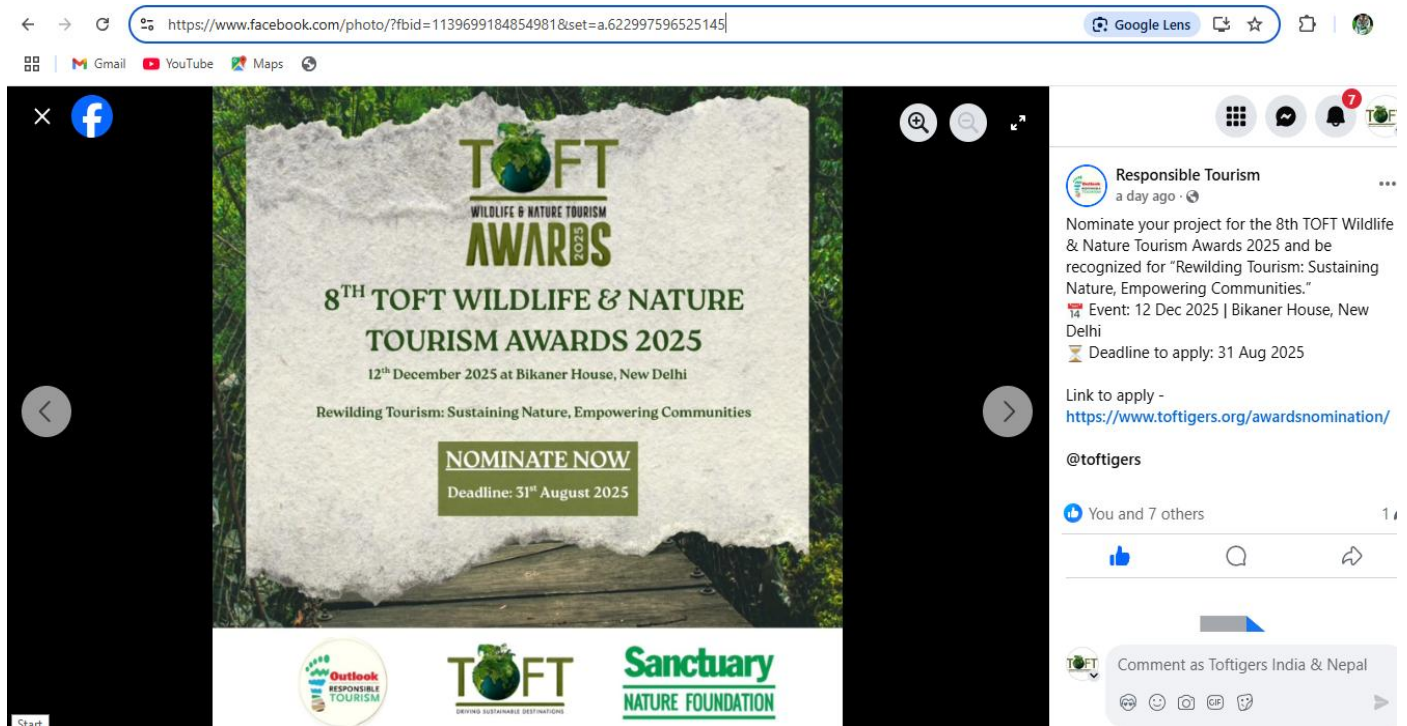 https://www.facebook.com/photo/?fbid=1139699184854981&set=a.622997596525145
Google Lens
Gmail
YouTube
Maps
TOFT
WILDLIFE & NATURE TOURISM
AWARDS
2025
8TH TOFT WILDLIFE & NATURE
TOURISM AWARDS 2025
12th December 2025 at Bikaner House, New Delhi
Rewilding Tourism: Sustaining Nature, Empowering Communities
NOMINATE NOW
Deadline: 31st August 2025
Outlook
RESPONSIBLE
TOURISM
TOFT
DRIVING SUSTAINABLE DESTINATIONS
Sanctuary
NATURE FOUNDATION
Start
7
Responsible Tourism
a day ago ·
Nominate your project for the 8th TOFT Wildlife
& Nature Tourism Awards 2025 and be
recognized for “Rewilding Tourism: Sustaining
Nature, Empowering Communities.”
14 Event: 12 Dec 2025 | Bikaner House, New
Delhi
Deadline to apply: 31 Aug 2025
Link to apply -
https://www.toftigers.org/awardsnomination/
@toftigers
You and 7 others
1
TOFT
Comment as Toftigers India & Nepal
GIF